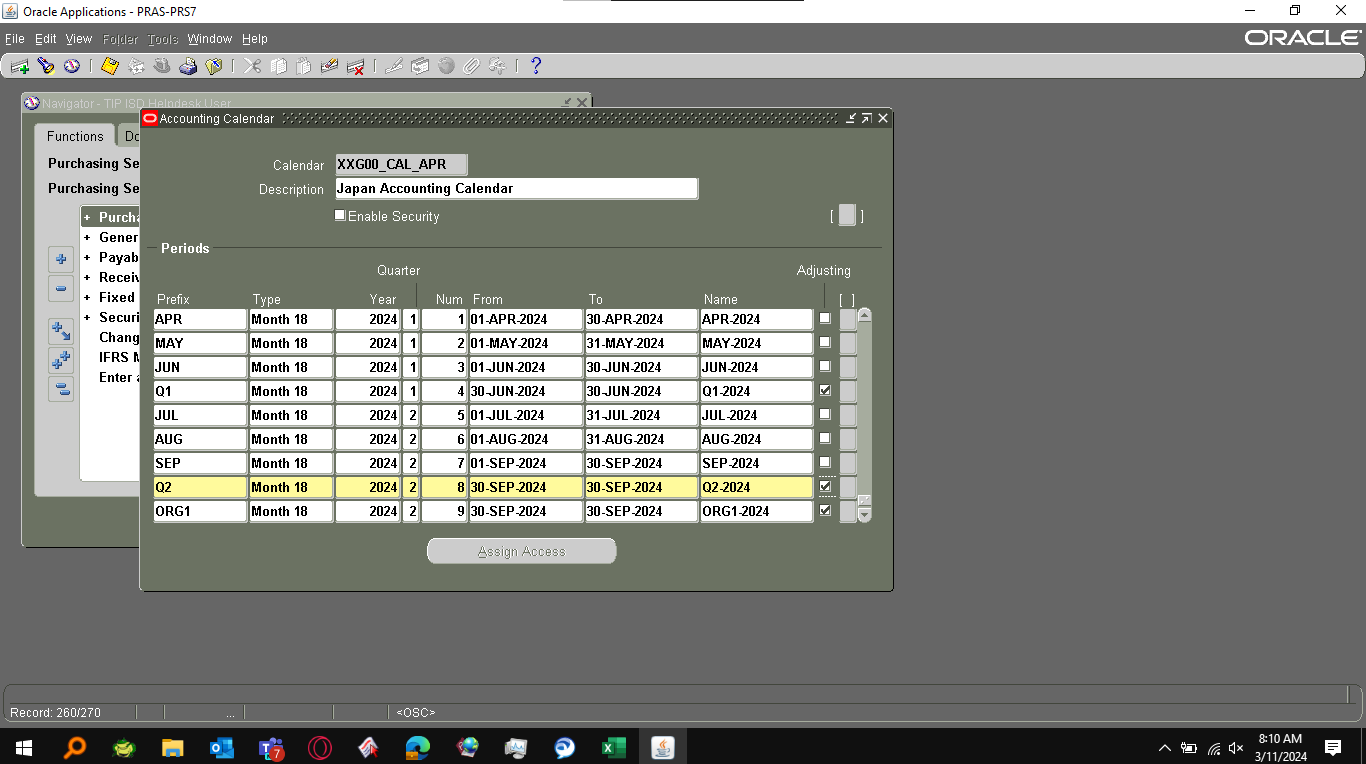 Oracle Applications - PRAS-PRS7
File Edit View Folder Tools Window Help
ORACLE
Navigator - TIP ISD Helpdesk User
Accounting Calendar
Functions
Do
Purchasing Se
Purchasing Se
+ Purcha
+ Gener
+ Payab
+ Receiv
+ Fixed
+ Securi
Chang
IFRS M
Enter a
Calendar XXG00_CAL_APR
Description Japan Accounting Calendar
Enable Security [ ]
Periods
Quarter Adjusting
Prefix Type Year Num From To Name [ ]
APR Month 18 2024 1 1 01-APR-2024 30-APR-2024 APR-2024
MAY Month 18 2024 1 2 01-MAY-2024 31-MAY-2024 MAY-2024
JUN Month 18 2024 1 3 01-JUN-2024 30-JUN-2024 JUN-2024
Q1 Month 18 2024 1 4 30-JUN-2024 30-JUN-2024 Q1-2024
JUL Month 18 2024 2 5 01-JUL-2024 31-JUL-2024 JUL-2024
AUG Month 18 2024 2 6 01-AUG-2024 31-AUG-2024 AUG-2024
SEP Month 18 2024 2 7 01-SEP-2024 30-SEP-2024 SEP-2024
Q2 Month 18 2024 2 8 30-SEP-2024 30-SEP-2024 Q2-2024
ORG1 Month 18 2024 2 9 30-SEP-2024 30-SEP-2024 ORG1-2024
Assign Access
Record: 260/270 ... <OSC>
7
8:10 AM
3/11/2024